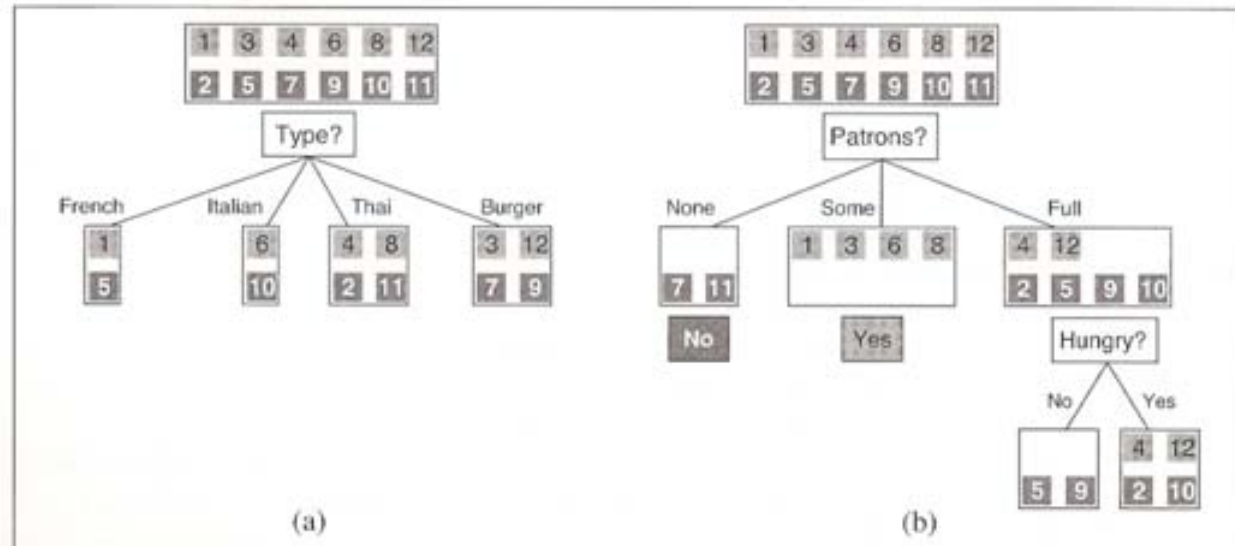 1 3 4 6 8 12
2 5 7 9 10 11
Type?
French Italian Thai Burger
1 6 4 8 3 12
5 10 2 11 7 9
(a)
1 3 4 6 8 12
2 5 7 9 10 11
Patrons?
None Some Full
1 3 6 8 4 12
7 11 2 5 9 10
No Yes Hungry?
No Yes
4 12
5 9 2 10
(b)